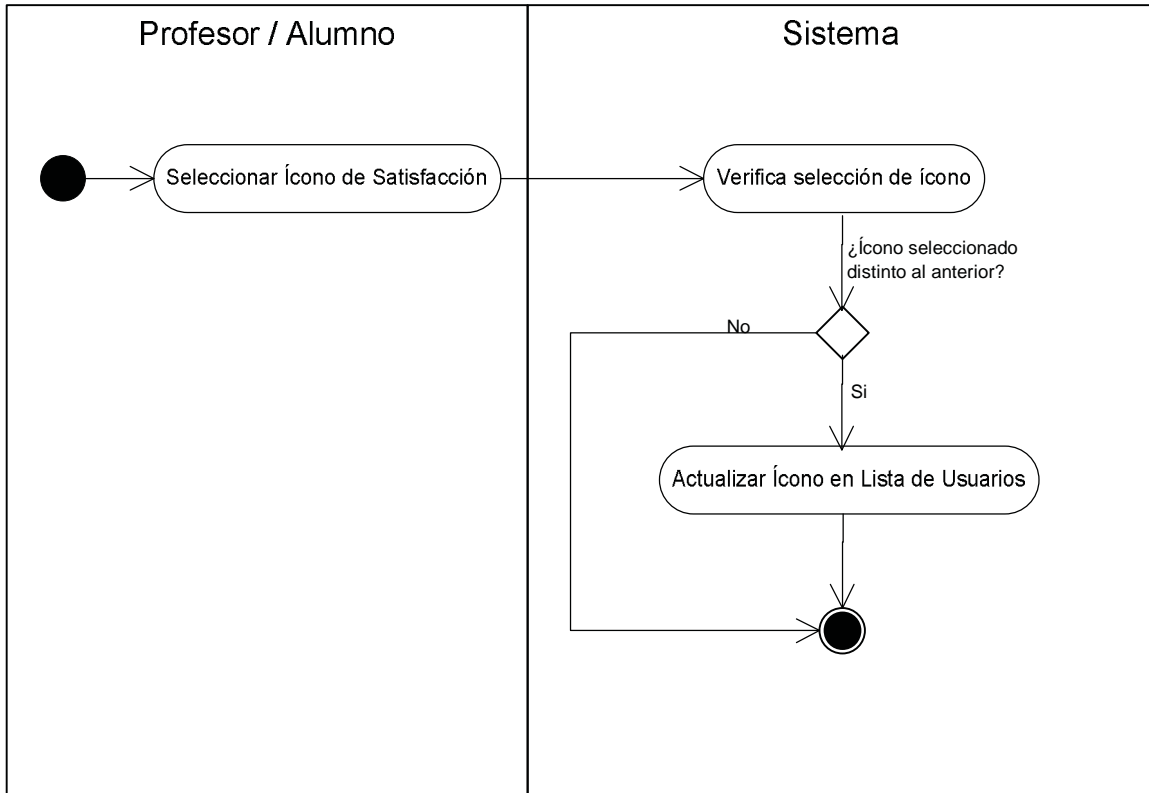 Profesor / Alumno
Sistema
Seleccionar Ícono de Satisfacción
Verifica selección de ícono
¿Ícono seleccionado
distinto al anterior?
No
Si
Actualizar Ícono en Lista de Usuarios